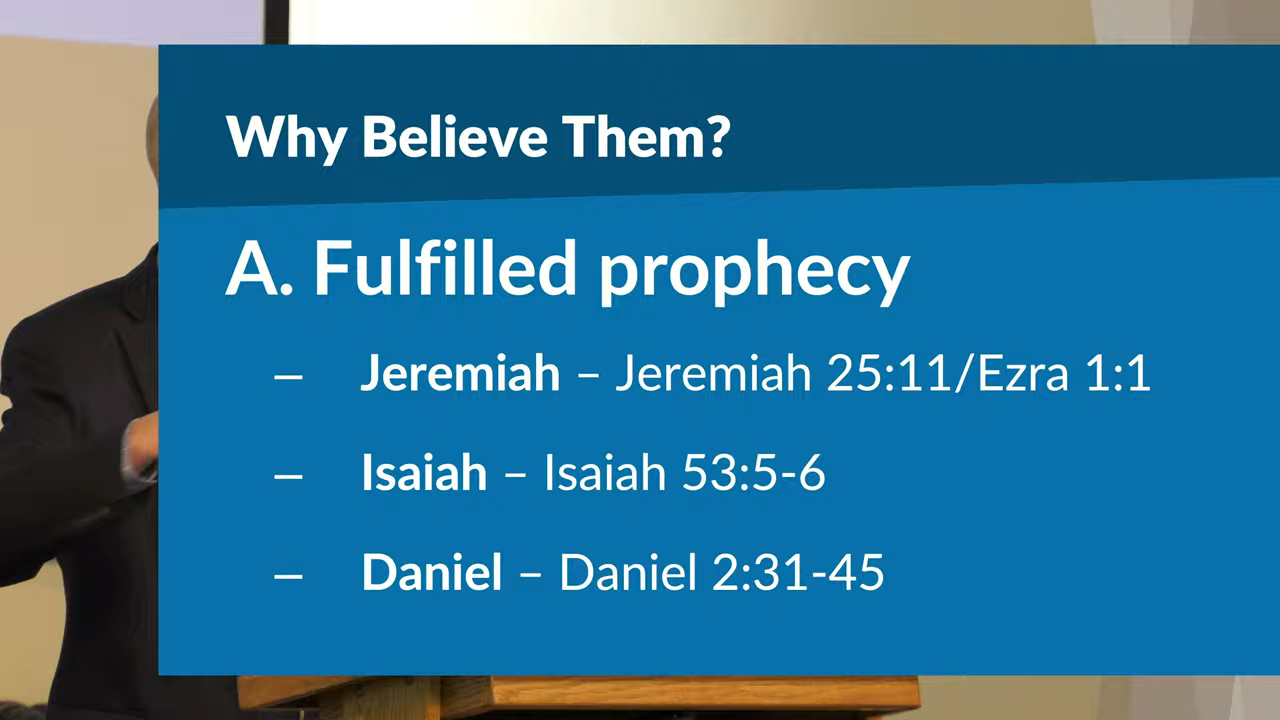 Why Believe Them?
A. Fulfilled prophecy
– Jeremiah – Jeremiah 25:11/Ezra 1:1
– Isaiah – Isaiah 53:5-6
– Daniel – Daniel 2:31-45